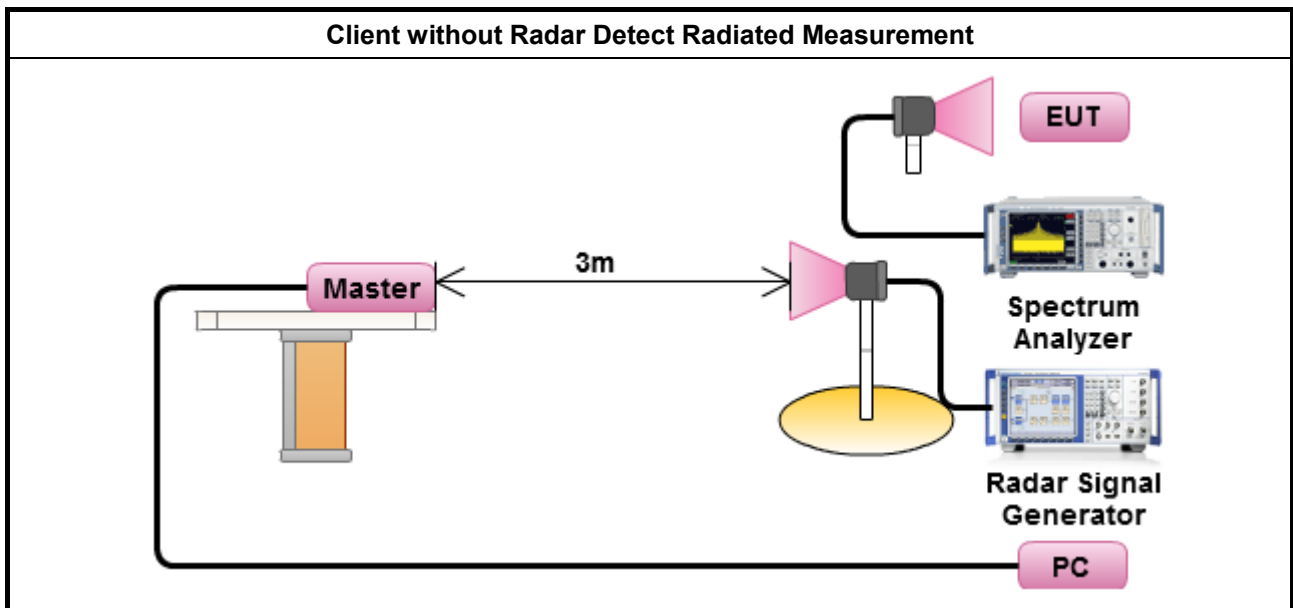 Client without Radar Detect Radiated Measurement
EUT
3m
Master
Spectrum
Analyzer
Radar Signal
Generator
PC